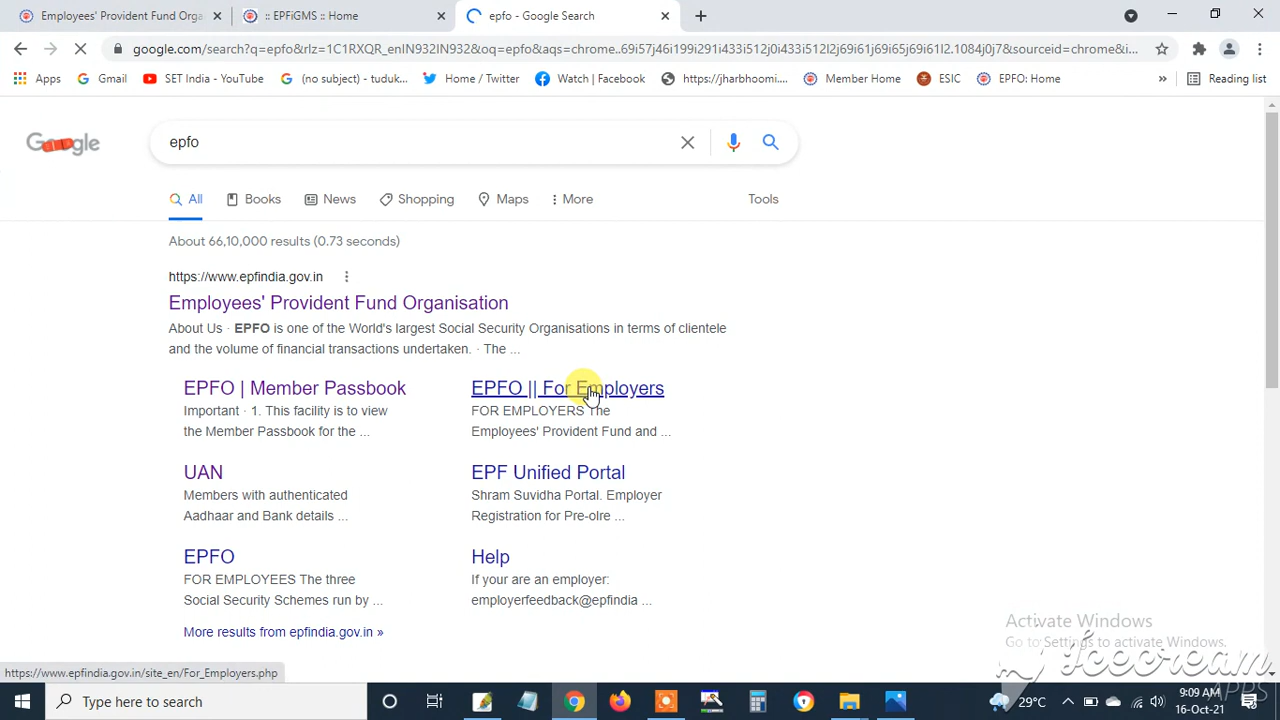 Employees' Provident Fund Organ
:: EPFiGMS :: Home
epfo - Google Search
google.com/search?q=epfo&rlz=1C1RXQR_enIN932IN932&oq=epfo&aqs=chrome..69i57j46i199i291i433i512j0i433i512l2j69i61j69i65j69i61l2.1084j0j7&sourceid=chrome&i...
Apps
Gmail
SET India - YouTube
(no subject) - tuduk...
Home / Twitter
Watch | Facebook
https://jharbhoomi....
Member Home
ESIC
EPFO: Home
»
Reading list
Google
epfo
All
Books
News
Shopping
Maps
More
Tools
About 66,10,000 results (0.73 seconds)
https://www.epfindia.gov.in
Employees' Provident Fund Organisation
About Us · EPFO is one of the World's largest Social Security Organisations in terms of clientele
and the volume of financial transactions undertaken. · The ...
EPFO | Member Passbook
Important · 1. This facility is to view
the Member Passbook for the ...
EPFO || For Employers
FOR EMPLOYERS The
Employees' Provident Fund and ...
UAN
Members with authenticated
Aadhaar and Bank details ...
EPF Unified Portal
Shram Suvidha Portal. Employer
Registration for Pre-olre ...
EPFO
FOR EMPLOYEES The three
Social Security Schemes run by ...
Help
If your are an employer:
employerfeedback@epfindia ...
More results from epfindia.gov.in »
Activate Windows
Go to Settings to activate Windows.
Icecream
APPS
https://www.epfindia.gov.in/site_en/For_Employers.php
Type here to search
29°C
9:09 AM
16-Oct-21